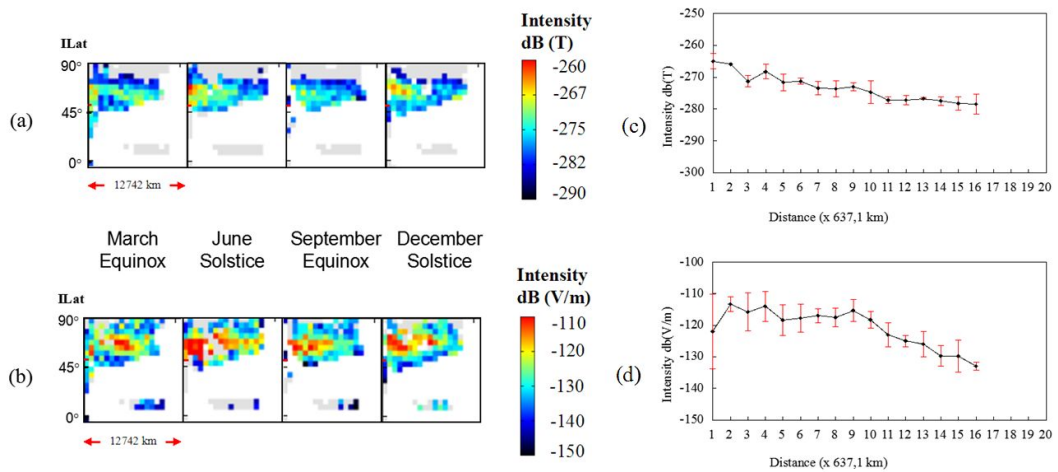 Intensity
dB (T)
ILat
90°
45°
0°
(a)
-260
-267
-275
-282
-290
12742 km
(c)
Intensity db(T)
-250
-260
-270
-280
-290
-300
1 2 3 4 5 6 7 8 9 10 11 12 13 14 15 16 17 18 19 20
Distance (x 637,1 km)
March
Equinox
June
Solstice
September
Equinox
December
Solstice
Intensity
dB (V/m)
ILat
90°
45°
0°
(b)
-110
-120
-130
-140
-150
12742 km
(d)
Intensity db(V/m)
-100
-110
-120
-130
-140
-150
1 2 3 4 5 6 7 8 9 10 11 12 13 14 15 16 17 18 19 20
Distance (x 637,1 km)